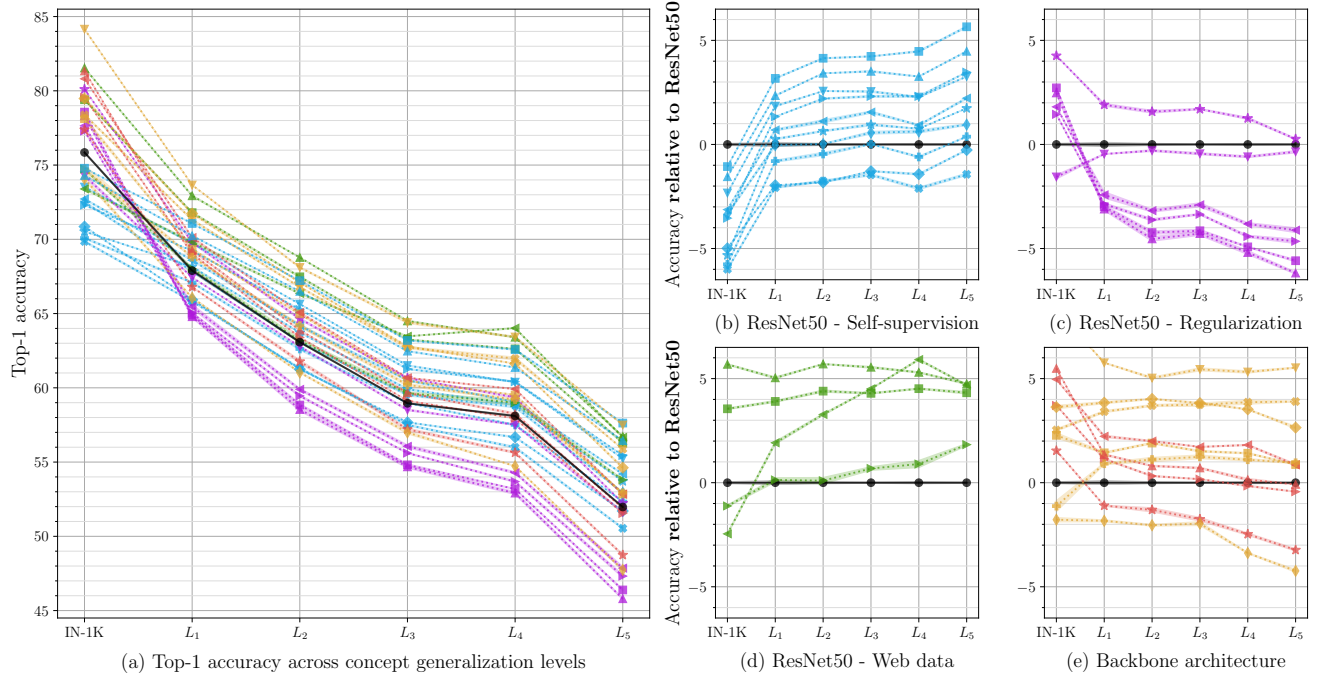 85
80
75
70
65
60
55
50
45
Top-1 accuracy
IN-1K L₁ L₂ L₃ L₄ L₅
(a) Top-1 accuracy across concept generalization levels
5
0
−5
Accuracy relative to ResNet50
IN-1K L₁ L₂ L₃ L₄ L₅
(b) ResNet50 - Self-supervision
5
0
−5
IN-1K L₁ L₂ L₃ L₄ L₅
(c) ResNet50 - Regularization
5
0
−5
Accuracy relative to ResNet50
IN-1K L₁ L₂ L₃ L₄ L₅
(d) ResNet50 - Web data
5
0
−5
IN-1K L₁ L₂ L₃ L₄ L₅
(e) Backbone architecture